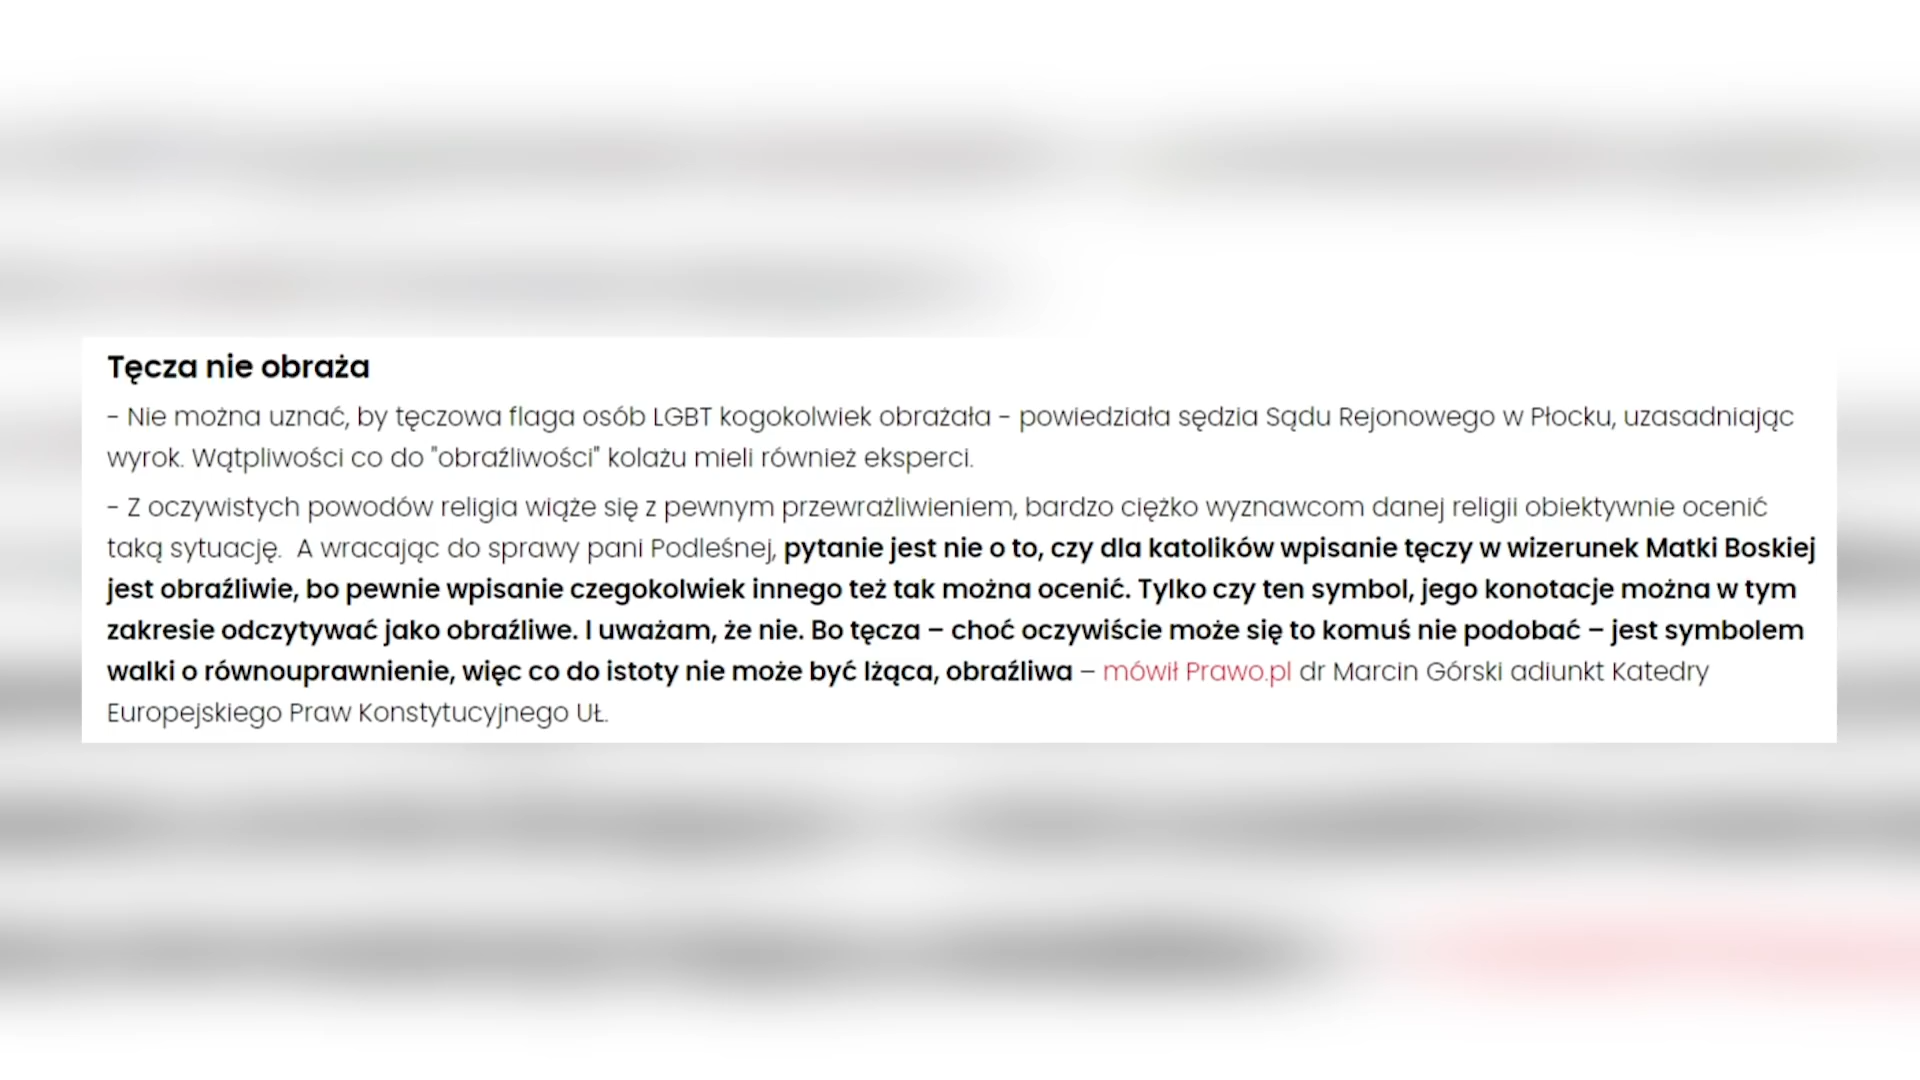 Tęcza nie obraża
- Nie można uznać, by tęczowa flaga osób LGBT kogokolwiek obrażała - powiedziała sędzia Sądu Rejonowego w Płocku, uzasadniając
wyrok. Wątpliwości co do "obraźliwości" kolażu mieli również eksperci.
- Z oczywistych powodów religia wiąże się z pewnym przewrażliwieniem, bardzo ciężko wyznawcom danej religii obiektywnie ocenić
taką sytuację. A wracając do sprawy pani Podleśnej, pytanie jest nie o to, czy dla katolików wpisanie tęczy w wizerunek Matki Boskiej
jest obraźliwie, bo pewnie wpisanie czegokolwiek innego też tak można ocenić. Tylko czy ten symbol, jego konotacje można w tym
zakresie odczytywać jako obraźliwe. I uważam, że nie. Bo tęcza – choć oczywiście może się to komuś nie podobać – jest symbolem
walki o równouprawnienie, więc co do istoty nie może być lżąca, obraźliwa – mówił Prawo.pl dr Marcin Górski adiunkt Katedry
Europejskiego Praw Konstytucyjnego UŁ.